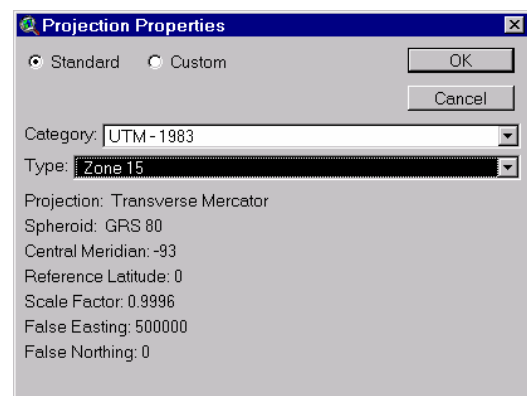 Projection Properties
Standard Custom OK
Cancel
Category: UTM - 1983
Type: Zone 15
Projection: Transverse Mercator
Spheroid: GRS 80
Central Meridian: -93
Reference Latitude: 0
Scale Factor: 0.9996
False Easting: 500000
False Northing: 0